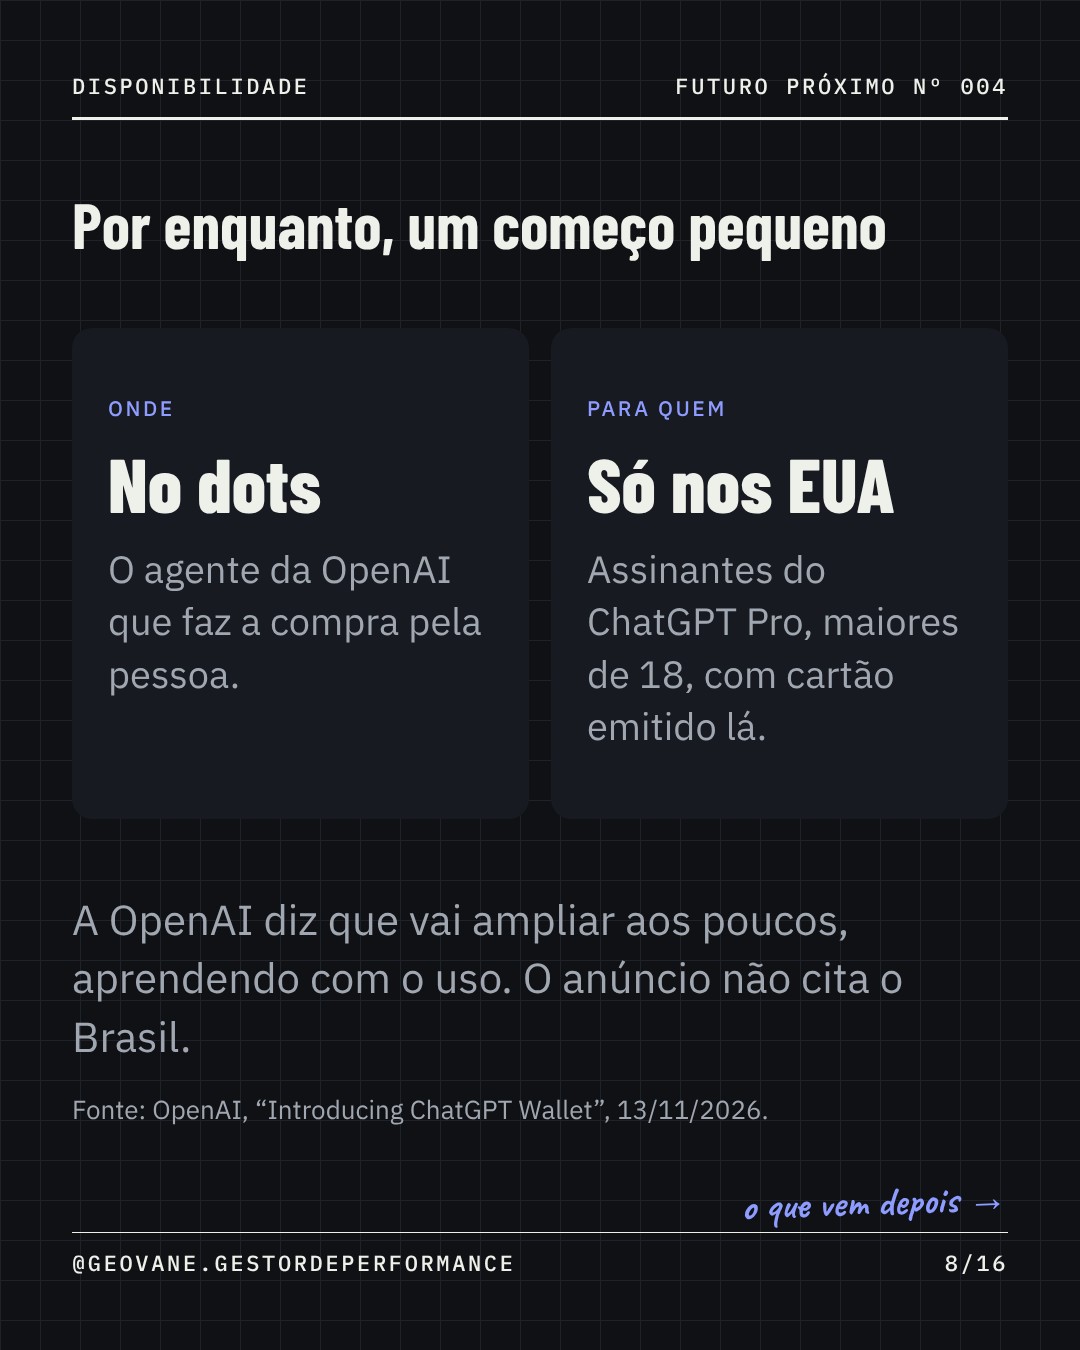 DISPONIBILIDADE
FUTURO PRÓXIMO Nº 004
Por enquanto, um começo pequeno
ONDE
No dots
O agente da OpenAI
que faz a compra pela
pessoa.
PARA QUEM
Só nos EUA
Assinantes do
ChatGPT Pro, maiores
de 18, com cartão
emitido lá.
A OpenAI diz que vai ampliar aos poucos,
aprendendo com o uso. O anúncio não cita o
Brasil.
Fonte: OpenAI, “Introducing ChatGPT Wallet”, 13/11/2026.
o que vem depois →
@GEOVANE.GESTORDEPERFORMANCE
8/16